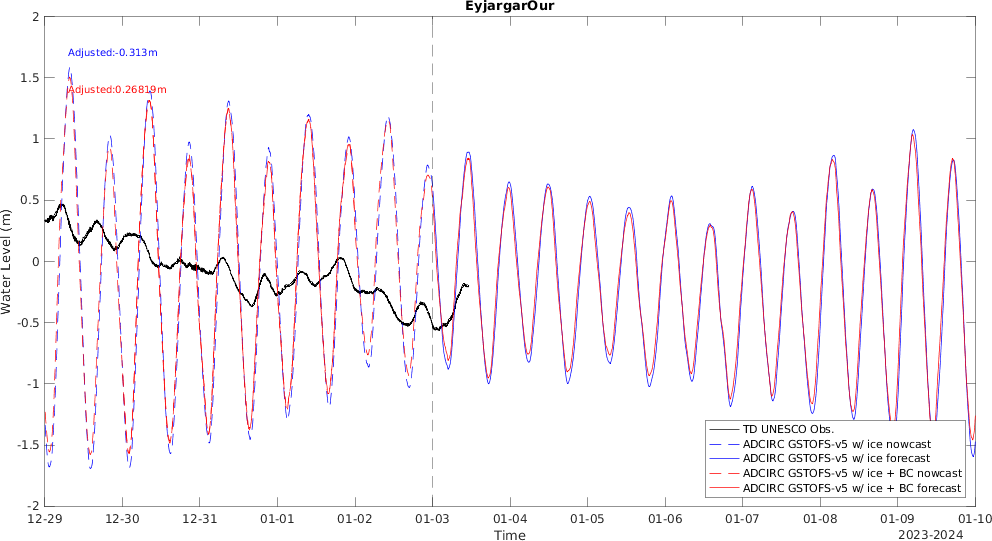 EyjargarOur
Adjusted:-0.313m
Adjusted:0.26819m
Water Level (m)
2
1.5
1
0.5
0
-0.5
-1
-1.5
-2
TD UNESCO Obs.
ADCIRC GSTOFS-v5 w/ ice nowcast
ADCIRC GSTOFS-v5 w/ ice forecast
ADCIRC GSTOFS-v5 w/ ice + BC nowcast
ADCIRC GSTOFS-v5 w/ ice + BC forecast
12-29 12-30 12-31 01-01 01-02 01-03 01-04 01-05 01-06 01-07 01-08 01-09 01-10
Time
2023-2024